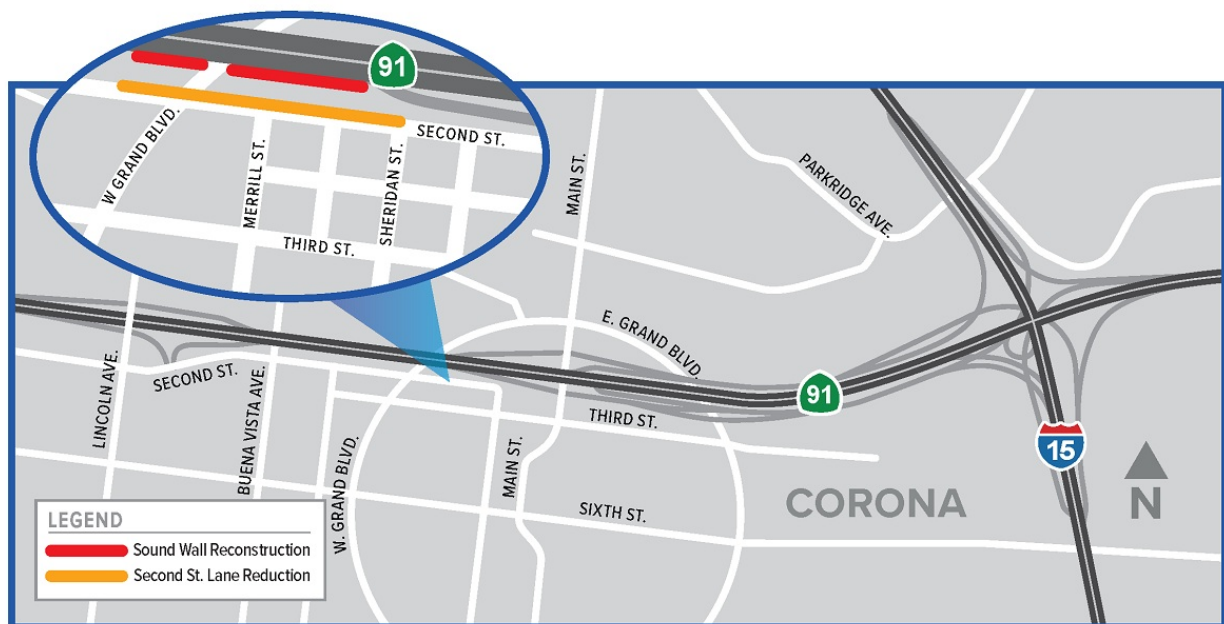 91
SECOND ST.
W GRAND BLVD.
MERRILL ST.
SHERIDAN ST.
THIRD ST.
MAIN ST.
PARKRIDGE AVE.
E. GRAND BLVD.
LINCOLN AVE.
SECOND ST.
BUENA VISTA AVE.
W. GRAND BLVD.
MAIN ST.
THIRD ST.
91
15
SIXTH ST.
CORONA
N
LEGEND
Sound Wall Reconstruction
Second St. Lane Reduction